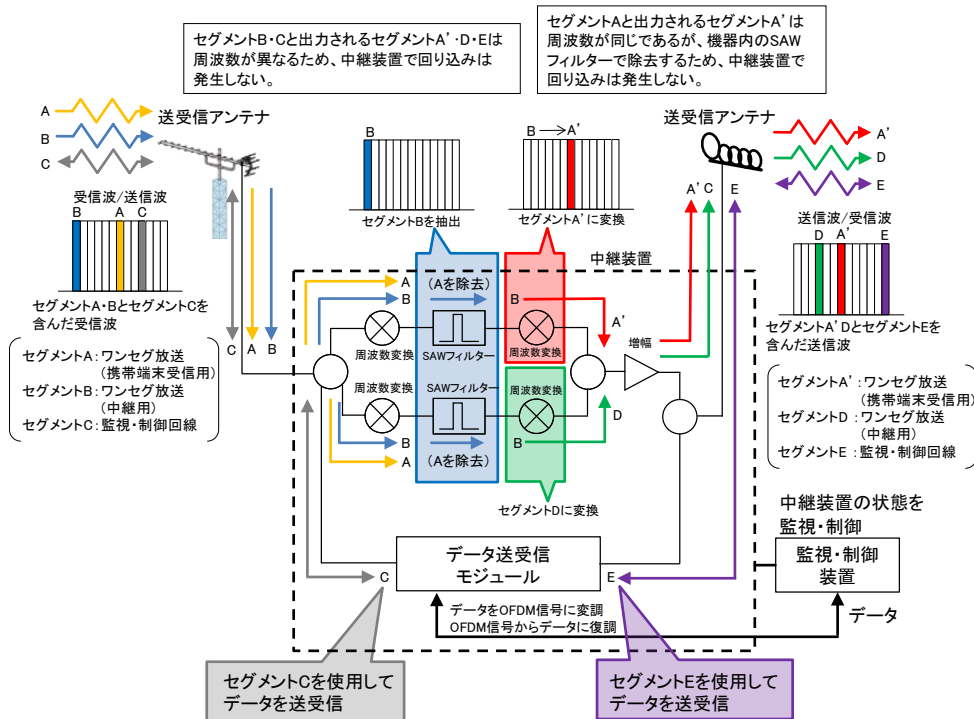 セグメントB・Cと出力されるセグメントA'・D・Eは
周波数が異なるため、中継装置で回り込みは
発生しない。
セグメントAと出力されるセグメントA'は
周波数が同じであるが、機器内のSAW
フィルターで除去するため、中継装置で
回り込みは発生しない。
A
B
C
送受信アンテナ
受信波/送信波
B A C
セグメントA・BとセグメントCを
含んだ受信波
セグメントA：ワンセグ放送
(携帯端末受信用)
セグメントB：ワンセグ放送
(中継用)
セグメントC：監視・制御回線
C A B
B
セグメントBを抽出
B→A'
セグメントA'に変換
送受信アンテナ
A'
D
E
A' C E
送信波/受信波
D A' E
セグメントA'DとセグメントEを
含んだ送信波
セグメントA'：ワンセグ放送
(携帯端末受信用)
セグメントD：ワンセグ放送
(中継用)
セグメントE：監視・制御回線
中継装置
A
B
(Aを除去)
B
A'
周波数変換
SAWフィルター
周波数変換
増幅
周波数変換
SAWフィルター
周波数変換
B
A
(Aを除去)
B
D
セグメントDに変換
データ送受信
モジュール
C
E
データをOFDM信号に変調
OFDM信号からデータに復調
中継装置の状態を
監視・制御
監視・制御
装置
データ
セグメントCを使用して
データを送受信
セグメントEを使用して
データを送受信